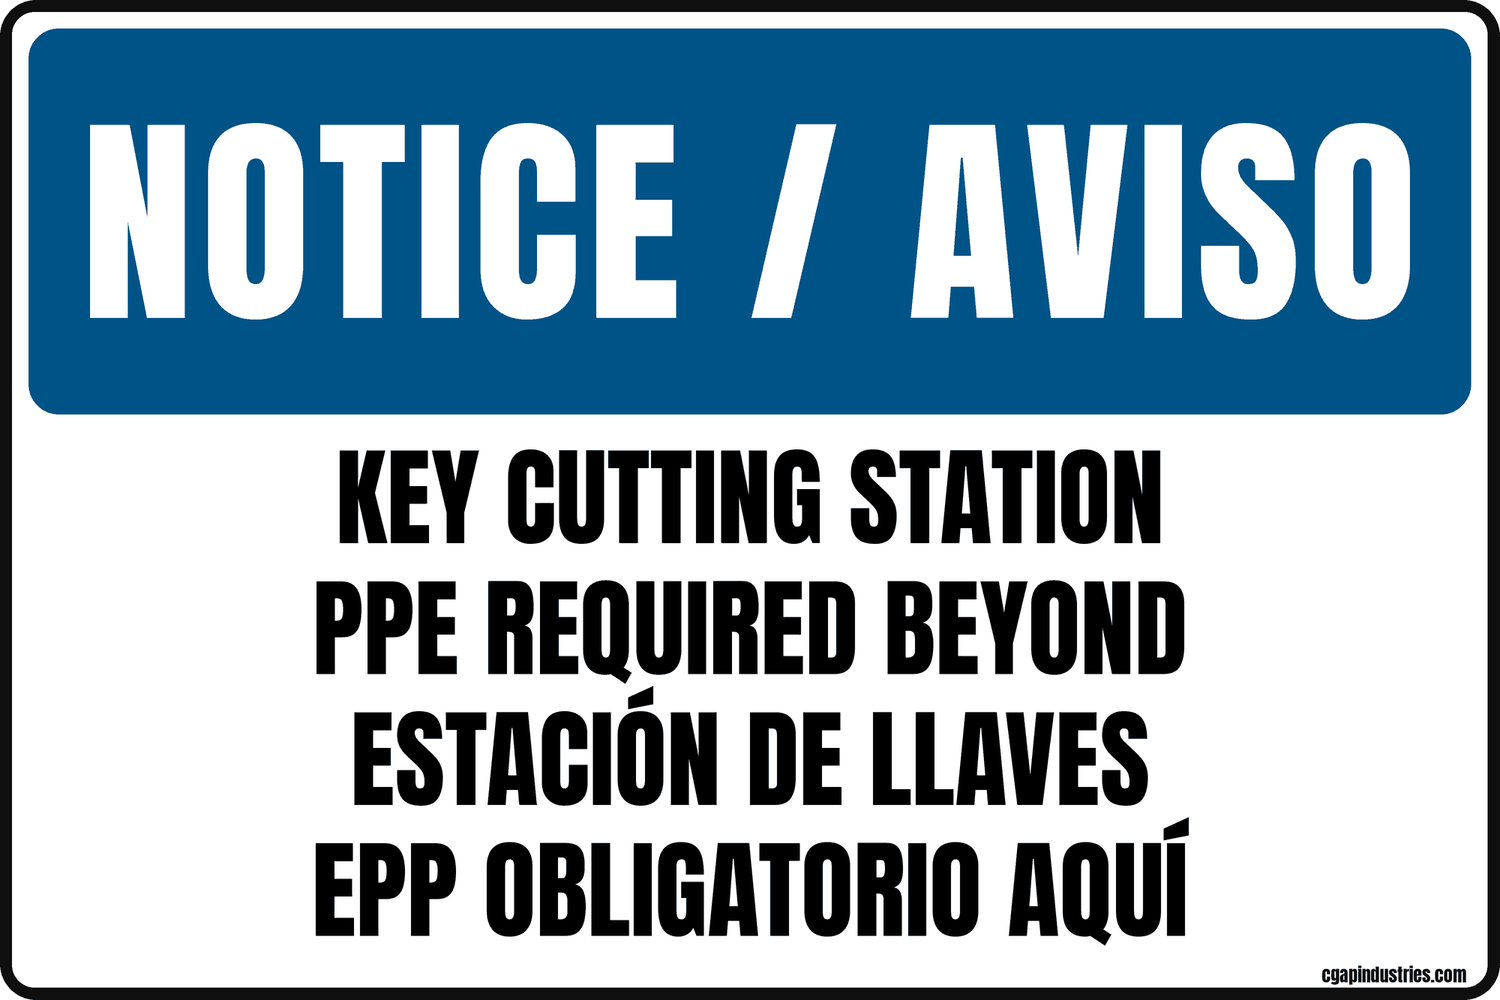 NOTICE / AVISO
KEY CUTTING STATION
PPE REQUIRED BEYOND
ESTACIÓN DE LLAVES
EPP OBLIGATORIO AQUÍ
cgapindustries.com